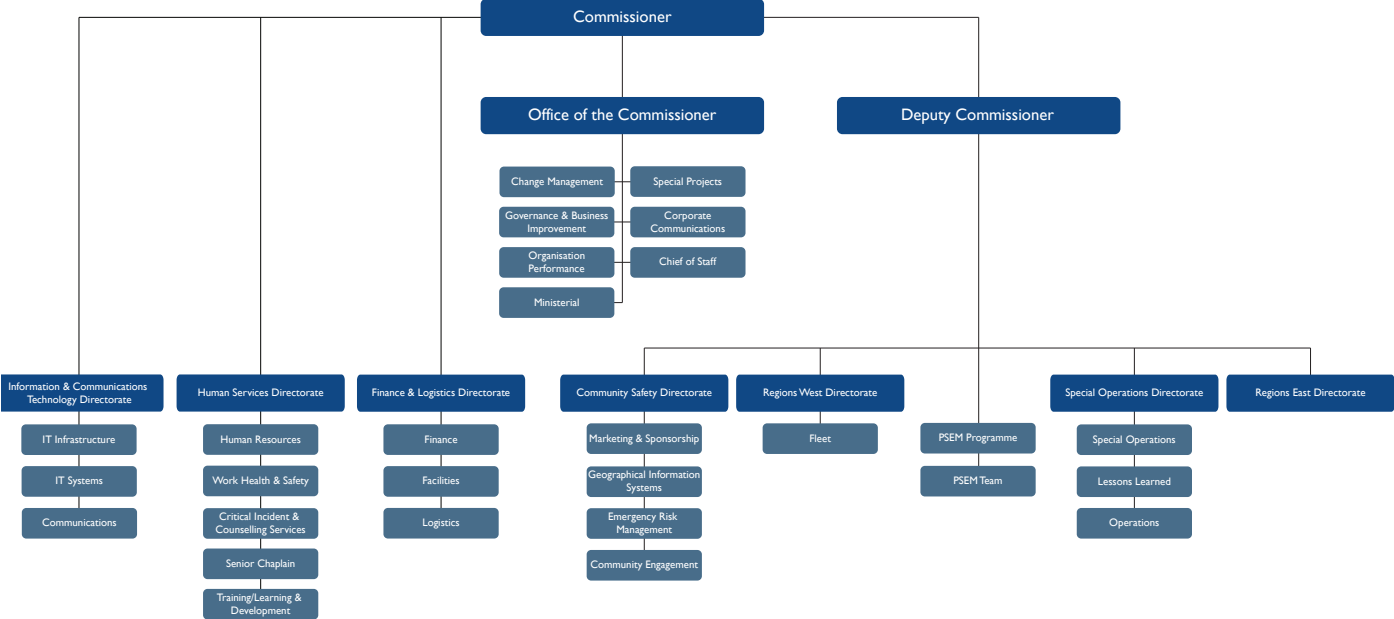 Commissioner
Office of the Commissioner
Deputy Commissioner
Change Management
Special Projects
Governance & Business
Improvement
Corporate
Communications
Organisation
Performance
Chief of Staff
Ministerial
Information & Communications
Technology Directorate
Human Services Directorate
Finance & Logistics Directorate
Community Safety Directorate
Regions West Directorate
Special Operations Directorate
Regions East Directorate
IT Infrastructure
IT Systems
Communications
Human Resources
Work Health & Safety
Critical Incident &
Counselling Services
Senior Chaplain
Training/Learning &
Development
Finance
Facilities
Logistics
Marketing & Sponsorship
Geographical Information
Systems
Emergency Risk
Management
Community Engagement
Fleet
PSEM Programme
PSEM Team
Special Operations
Lessons Learned
Operations